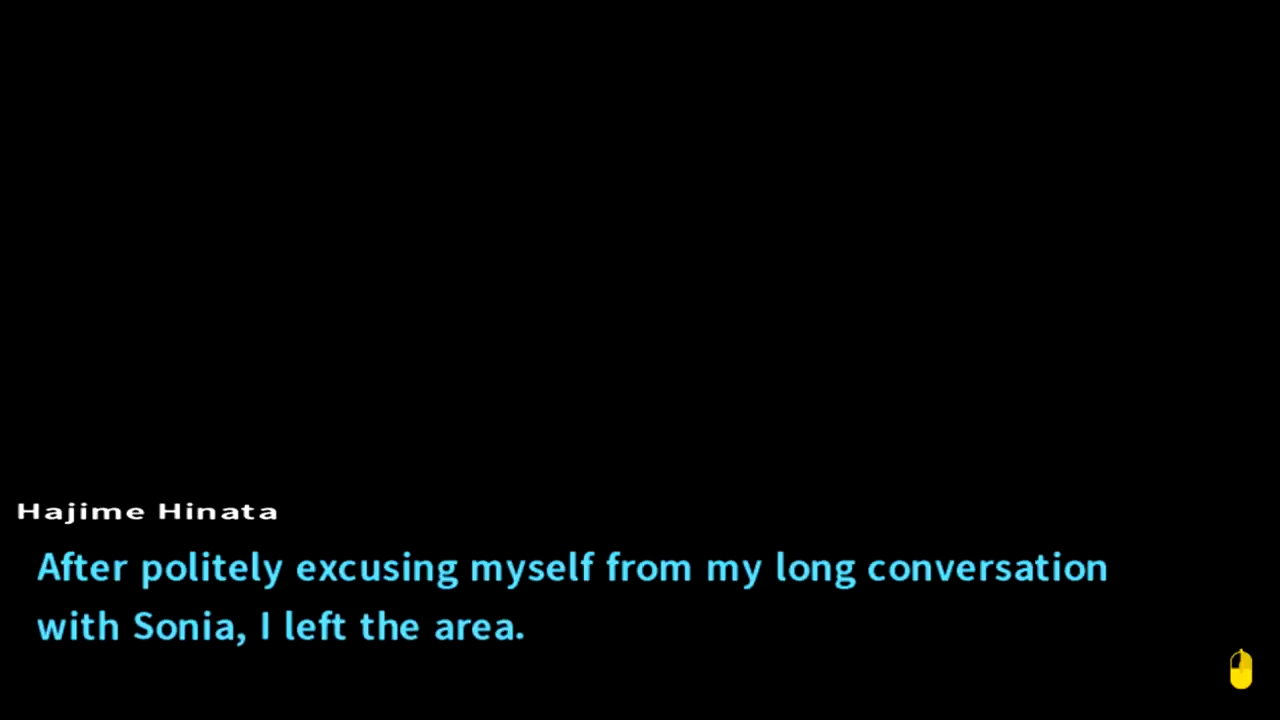 Hajime Hinata
After politely excusing myself from my long conversation
with Sonia, I left the area.